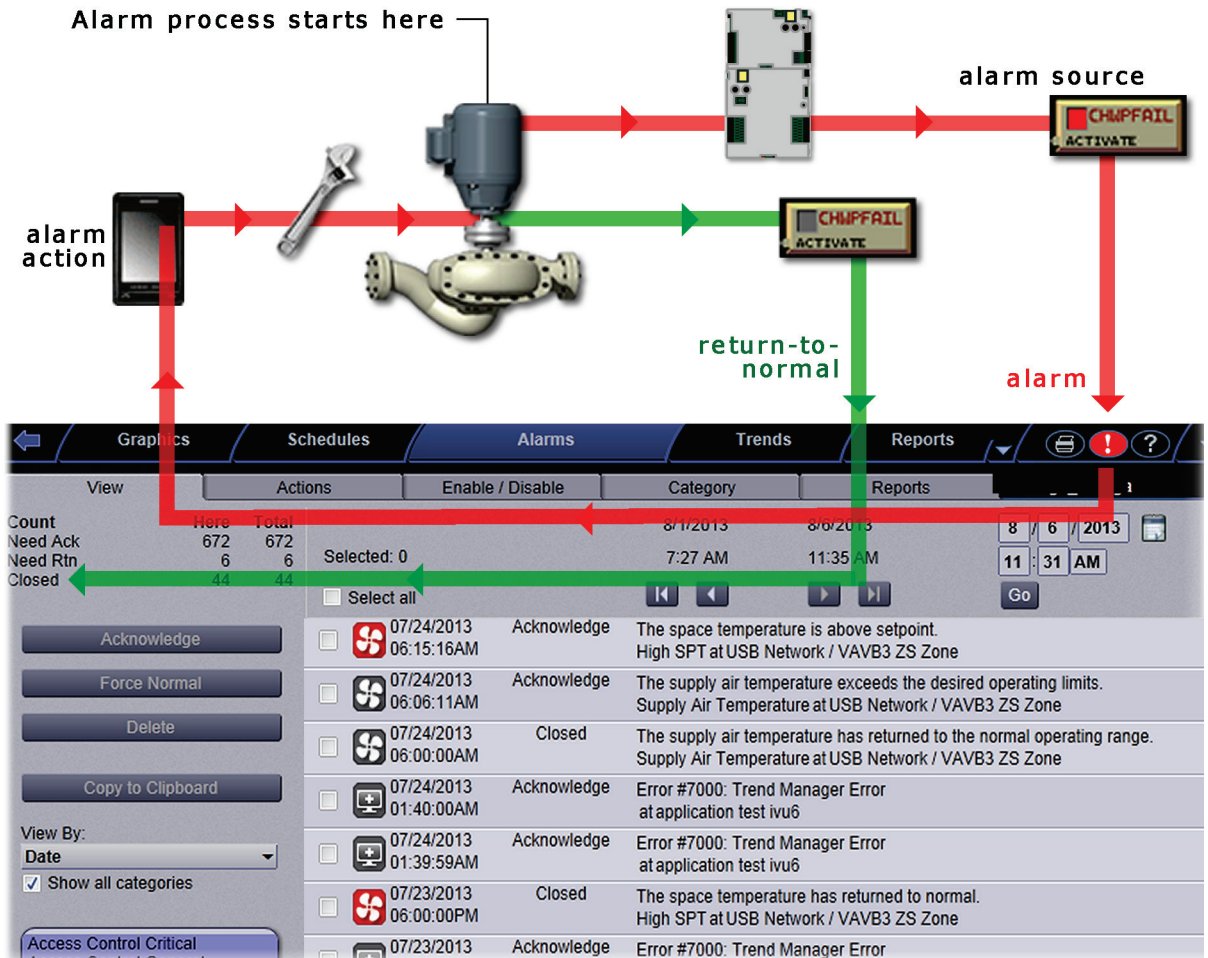 Alarm process starts here
alarm source
CHWPFAIL
ACTIVATE
alarm
action
CHWPFAIL
ACTIVATE
return-to-
normal
alarm
Graphics Schedules Alarms Trends Reports ! ?
View Actions Enable / Disable Category Reports
Count Here Total
Need Ack 672 672
Need Rtn 6 6
Closed 44 44
Selected: 0
Select all
8/1/2013 8/6/2013
7:27 AM 11:35 AM
8 / 6 / 2013
11 : 31 AM
Go
Acknowledge
Force Normal
Delete
Copy to Clipboard
View By:
Date
Show all categories
Access Control Critical
07/24/2013 Acknowledge The space temperature is above setpoint.
06:15:16AM High SPT at USB Network / VAVB3 ZS Zone
07/24/2013 Acknowledge The supply air temperature exceeds the desired operating limits.
06:06:11AM Supply Air Temperature at USB Network / VAVB3 ZS Zone
07/24/2013 Closed The supply air temperature has returned to the normal operating range.
06:00:00AM Supply Air Temperature at USB Network / VAVB3 ZS Zone
07/24/2013 Acknowledge Error #7000: Trend Manager Error
01:40:00AM at application test ivu6
07/24/2013 Acknowledge Error #7000: Trend Manager Error
01:39:59AM at application test ivu6
07/23/2013 Closed The space temperature has returned to normal.
06:00:00PM High SPT at USB Network / VAVB3 ZS Zone
07/23/2013 Acknowledge Error #7000: Trend Manager Error